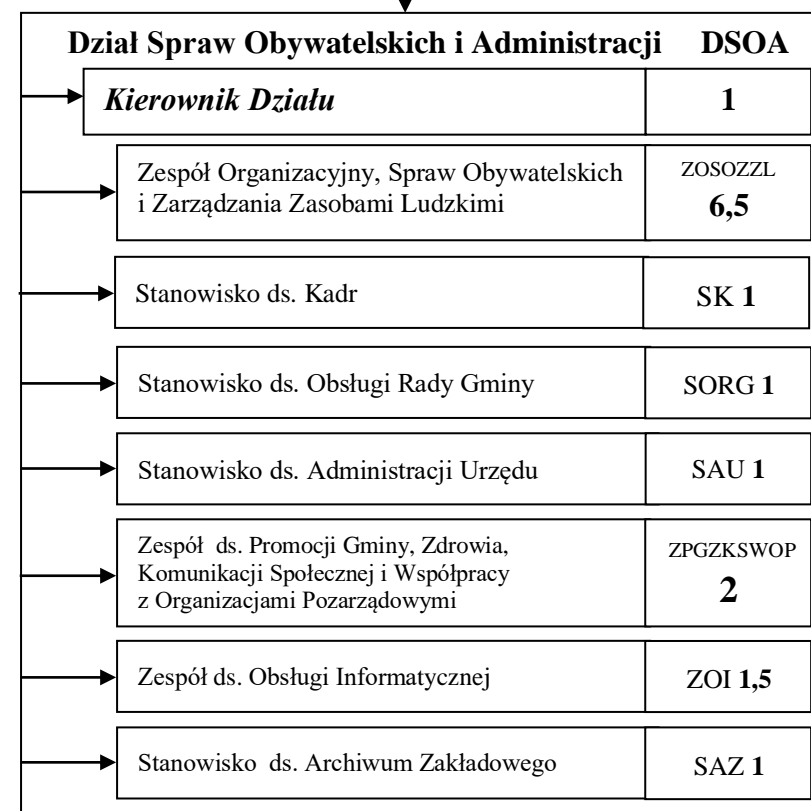 Dział Spraw Obywatelskich i Administracji DSOA
Kierownik Działu 1
Zespół Organizacyjny, Spraw Obywatelskich
i Zarządzania Zasobami Ludzkimi
ZOSOZZL
6,5
Stanowisko ds. Kadr SK 1
Stanowisko ds. Obsługi Rady Gminy SORG 1
Stanowisko ds. Administracji Urzędu SAU 1
Zespół ds. Promocji Gminy, Zdrowia,
Komunikacji Społecznej i Współpracy
z Organizacjami Pozarządowymi
ZPGZKSWOP
2
Zespół ds. Obsługi Informatycznej ZOI 1,5
Stanowisko ds. Archiwum Zakładowego SAZ 1